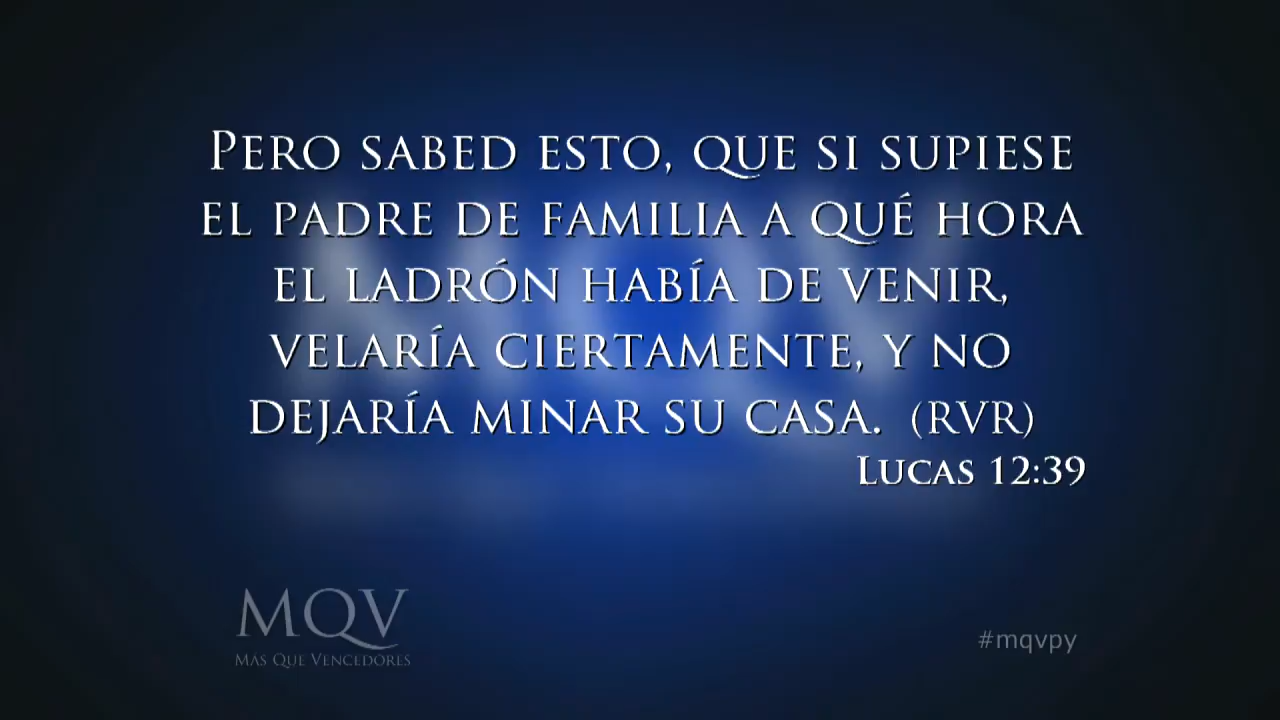 Pero sabed esto, que si supiese
el padre de familia a qué hora
el ladrón había de venir,
velaría ciertamente, y no
dejaría minar su casa. (RVR)
Lucas 12:39
MQV
Más Que Vencedores
#mqvpy